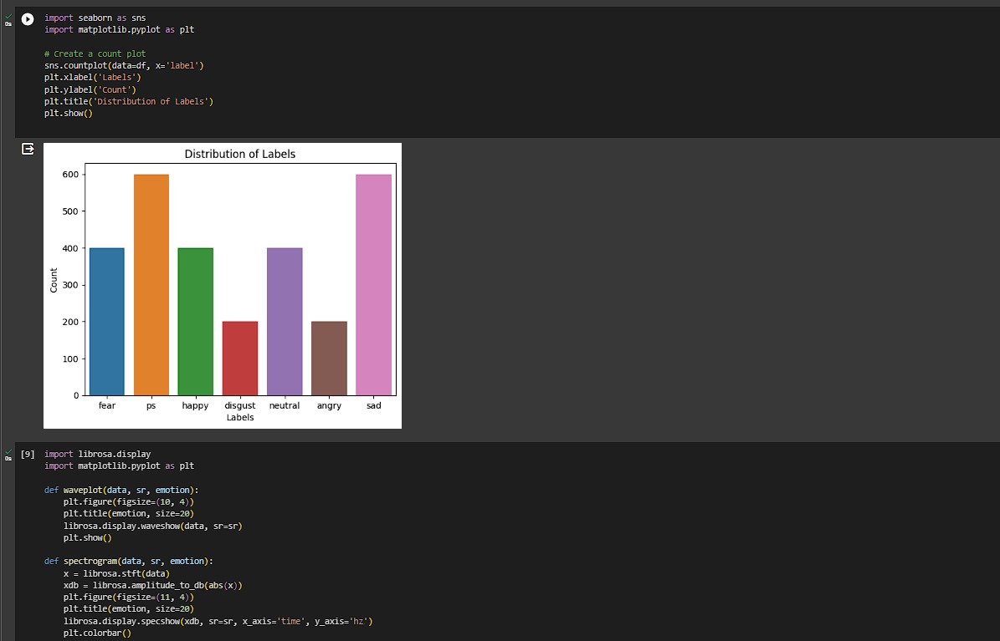 import seaborn as sns
import matplotlib.pyplot as plt
# Create a count plot
sns.countplot(data=df, x='label')
plt.xlabel('Labels')
plt.ylabel('Count')
plt.title('Distribution of Labels')
plt.show()
0s
Distribution of Labels
600
500
400
300
200
100
0
Count
fear ps happy disgust neutral angry sad
Labels
0s
[9] import librosa.display
import matplotlib.pyplot as plt
def waveplot(data, sr, emotion):
    plt.figure(figsize=(10, 4))
    plt.title(emotion, size=20)
    librosa.display.waveshow(data, sr=sr)
    plt.show()
def spectrogram(data, sr, emotion):
    x = librosa.stft(data)
    xdb = librosa.amplitude_to_db(abs(x))
    plt.figure(figsize=(11, 4))
    plt.title(emotion, size=20)
    librosa.display.specshow(xdb, sr=sr, x_axis='time', y_axis='hz')
    plt.colorbar()